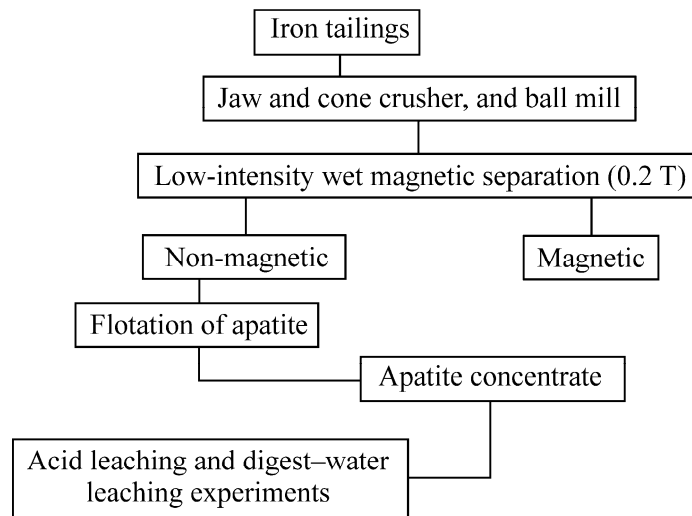 Iron tailings
Jaw and cone crusher, and ball mill
Low-intensity wet magnetic separation (0.2 T)
Non-magnetic
Magnetic
Flotation of apatite
Apatite concentrate
Acid leaching and digest–water
leaching experiments